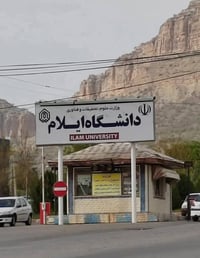 وزارت علوم، تحقیقات و فناوری
دانشگاه ایلام
ILAM UNIVERSITY